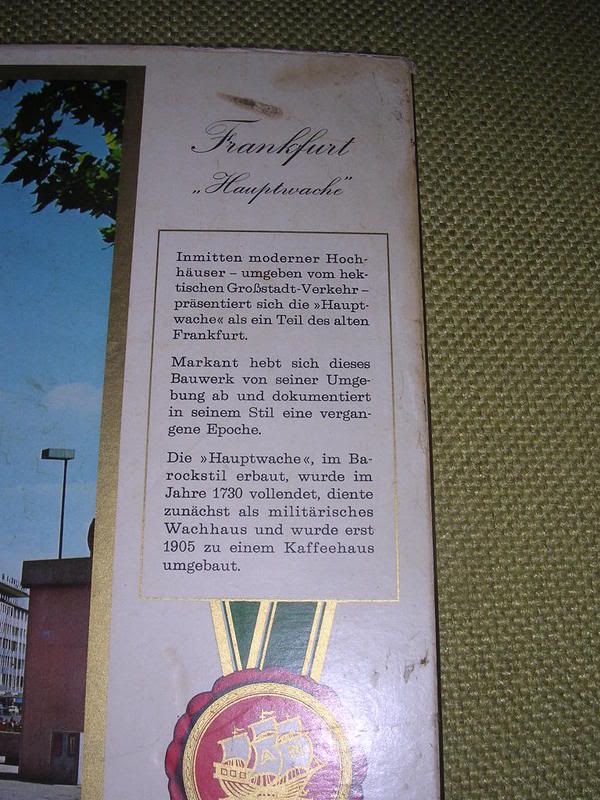 Frankfurt
„Hauptwache"
Inmitten moderner Hoch-
häuser – umgeben vom hek-
tischen Großstadt-Verkehr –
präsentiert sich die »Haupt-
wache« als ein Teil des alten
Frankfurt.
Markant hebt sich dieses
Bauwerk von seiner Umge-
bung ab und dokumentiert
in seinem Stil eine vergan-
gene Epoche.
Die »Hauptwache«, im Ba-
rockstil erbaut, wurde im
Jahre 1730 vollendet, diente
zunächst als militärisches
Wachhaus und wurde erst
1905 zu einem Kaffeehaus
umgebaut.